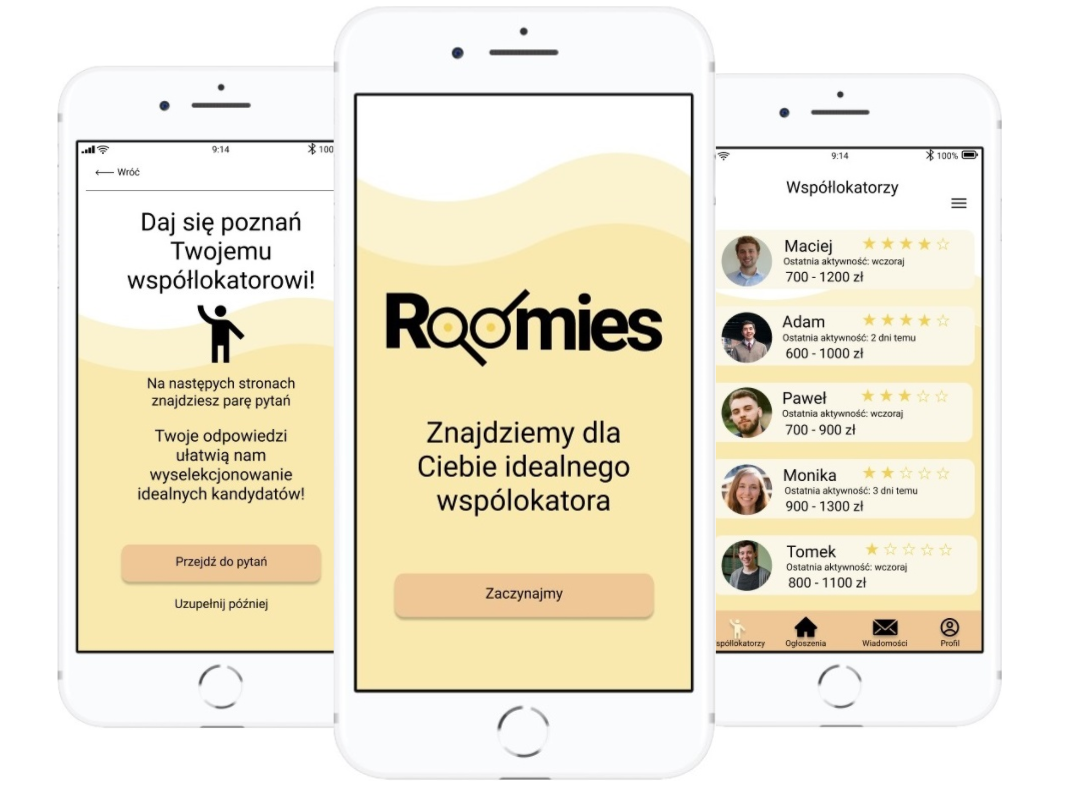 9:14
100
Wróć
Daj się poznań
Twojemu
współlokatorowi!
Na następych stronach
znajdziesz parę pytań
Twoje odpowiedzi
ułatwią nam
wyselekcjonowanie
idealnych kandydatów!
Przejdź do pytań
Uzupełnij później
Roomies
Znajdziemy dla
Ciebie idealnego
wspólokatora
Zaczynajmy
9:14
100%
Współlokatorzy
Maciej
Ostatnia aktywność: wczoraj
700 - 1200 zł
Adam
Ostatnia aktywność: 2 dni temu
600 - 1000 zł
Paweł
Ostatnia aktywność: wczoraj
700 - 900 zł
Monika
Ostatnia aktywność: 3 dni temu
900 - 1300 zł
Tomek
Ostatnia aktywność: wczoraj
800 - 1100 zł
spółlokatorzy Ogłoszenia Wiadomości Profil